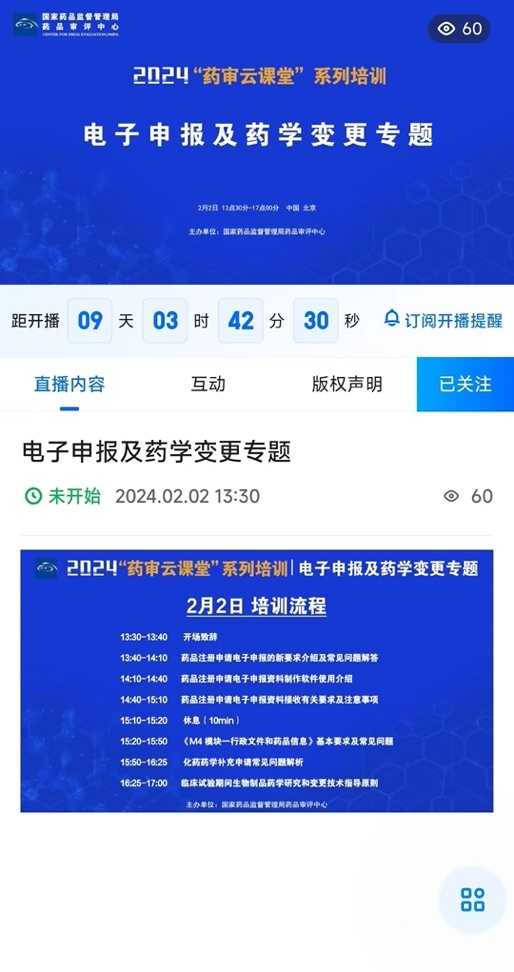 国家药品监督管理局
药品审评中心
CENTER FOR DRUG EVALUATION,NMPA
60
2024“药审云课堂”系列培训
电子申报及药学变更专题
2月2日 13点30分-17点00分 中国 北京
主办单位：国家药品监督管理局药品审评中心
距开播 09 天 03 时 42 分 30 秒 订阅开播提醒
直播内容 互动 版权声明 已关注
电子申报及药学变更专题
未开始 2024.02.02 13:30 60
2024“药审云课堂”系列培训 | 电子申报及药学变更专题
2月2日 培训流程
13:30-13:40 开场致辞
13:40-14:10 药品注册申请电子申报的新要求介绍及常见问题解答
14:10-14:40 药品注册申请电子申报资料制作软件使用介绍
14:40-15:10 药品注册申请电子申报资料接收有关要求及注意事项
15:10-15:20 休息（10min）
15:20-15:50 《M4 模块一行政文件和药品信息》基本要求及常见问题
15:50-16:25 化药药学补充申请常见问题解析
16:25-17:00 临床试验期间生物制品药学研究和变更技术指导原则
主办单位：国家药品监督管理局药品审评中心